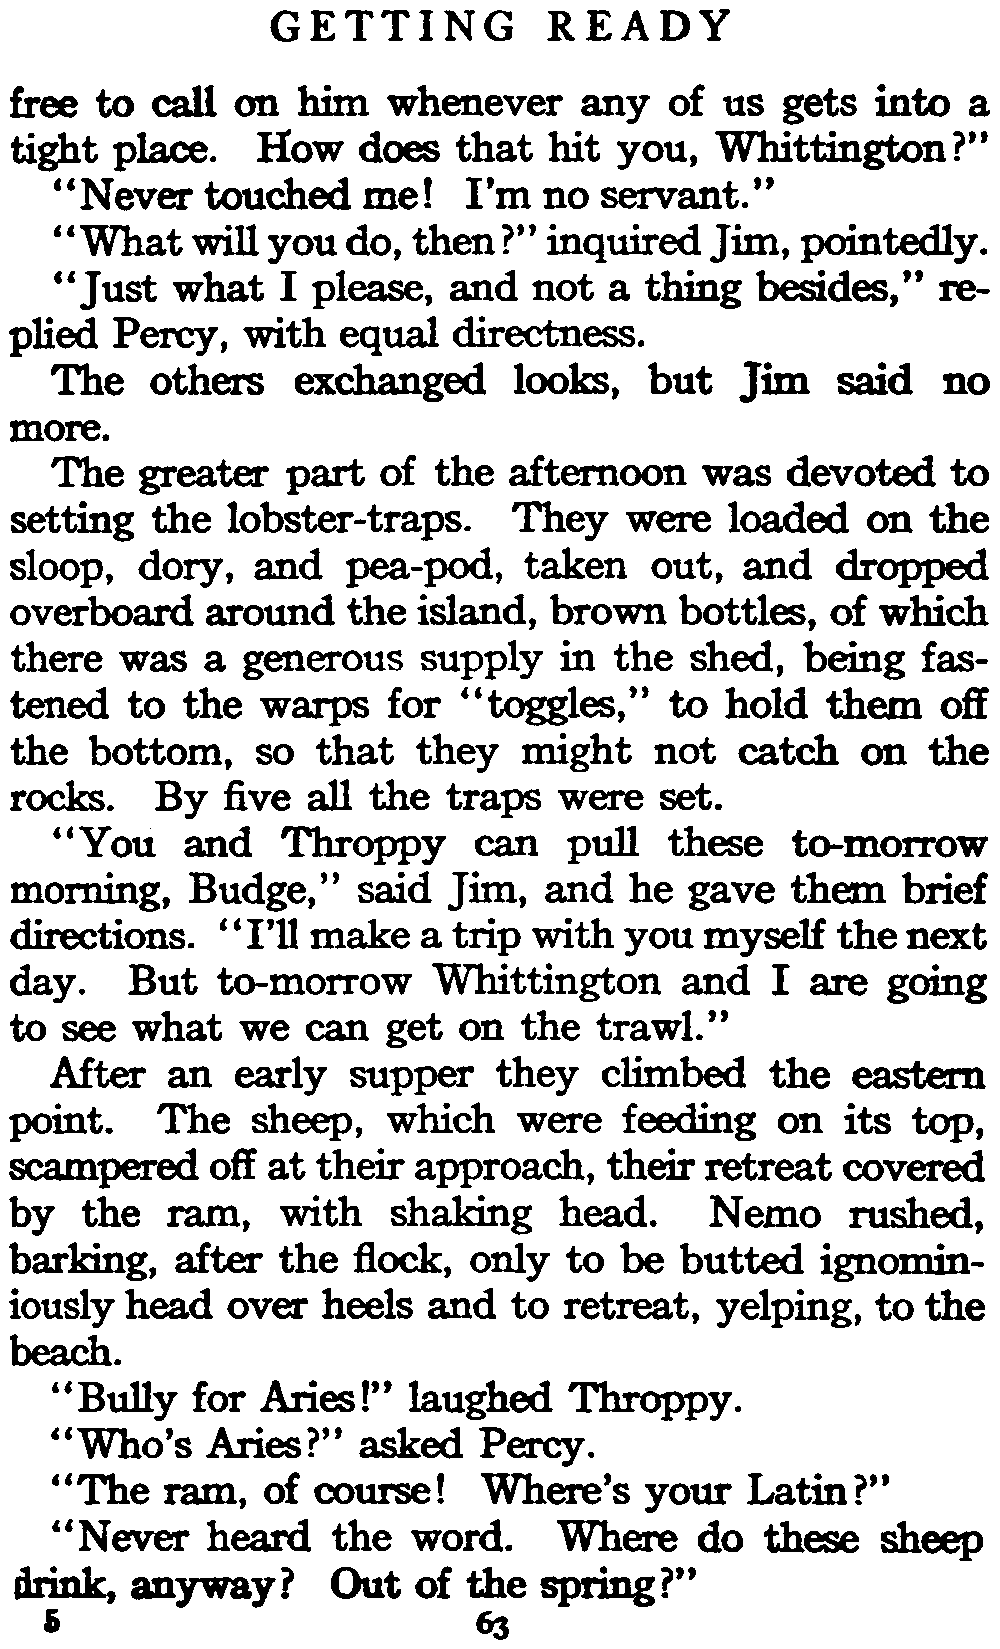 GETTING READY
free to call on him whenever any of us gets into a
tight place. How does that hit you, Whittington?"
"Never touched me! I'm no servant."
"What will you do, then?" inquired Jim, pointedly.
"Just what I please, and not a thing besides," re-
plied Percy, with equal directness.
The others exchanged looks, but Jim said no
more.
The greater part of the afternoon was devoted to
setting the lobster-traps. They were loaded on the
sloop, dory, and pea-pod, taken out, and dropped
overboard around the island, brown bottles, of which
there was a generous supply in the shed, being fas-
tened to the warps for "toggles," to hold them off
the bottom, so that they might not catch on the
rocks. By five all the traps were set.
"You and Throppy can pull these to-morrow
morning, Budge," said Jim, and he gave them brief
directions. "I'll make a trip with you myself the next
day. But to-morrow Whittington and I are going
to see what we can get on the trawl."
After an early supper they climbed the eastern
point. The sheep, which were feeding on its top,
scampered off at their approach, their retreat covered
by the ram, with shaking head. Nemo rushed,
barking, after the flock, only to be butted ignomin-
iously head over heels and to retreat, yelping, to the
beach.
"Bully for Aries!" laughed Throppy.
"Who's Aries?" asked Percy.
"The ram, of course! Where's your Latin?"
"Never heard the word. Where do these sheep
drink, anyway? Out of the spring?"
5 63